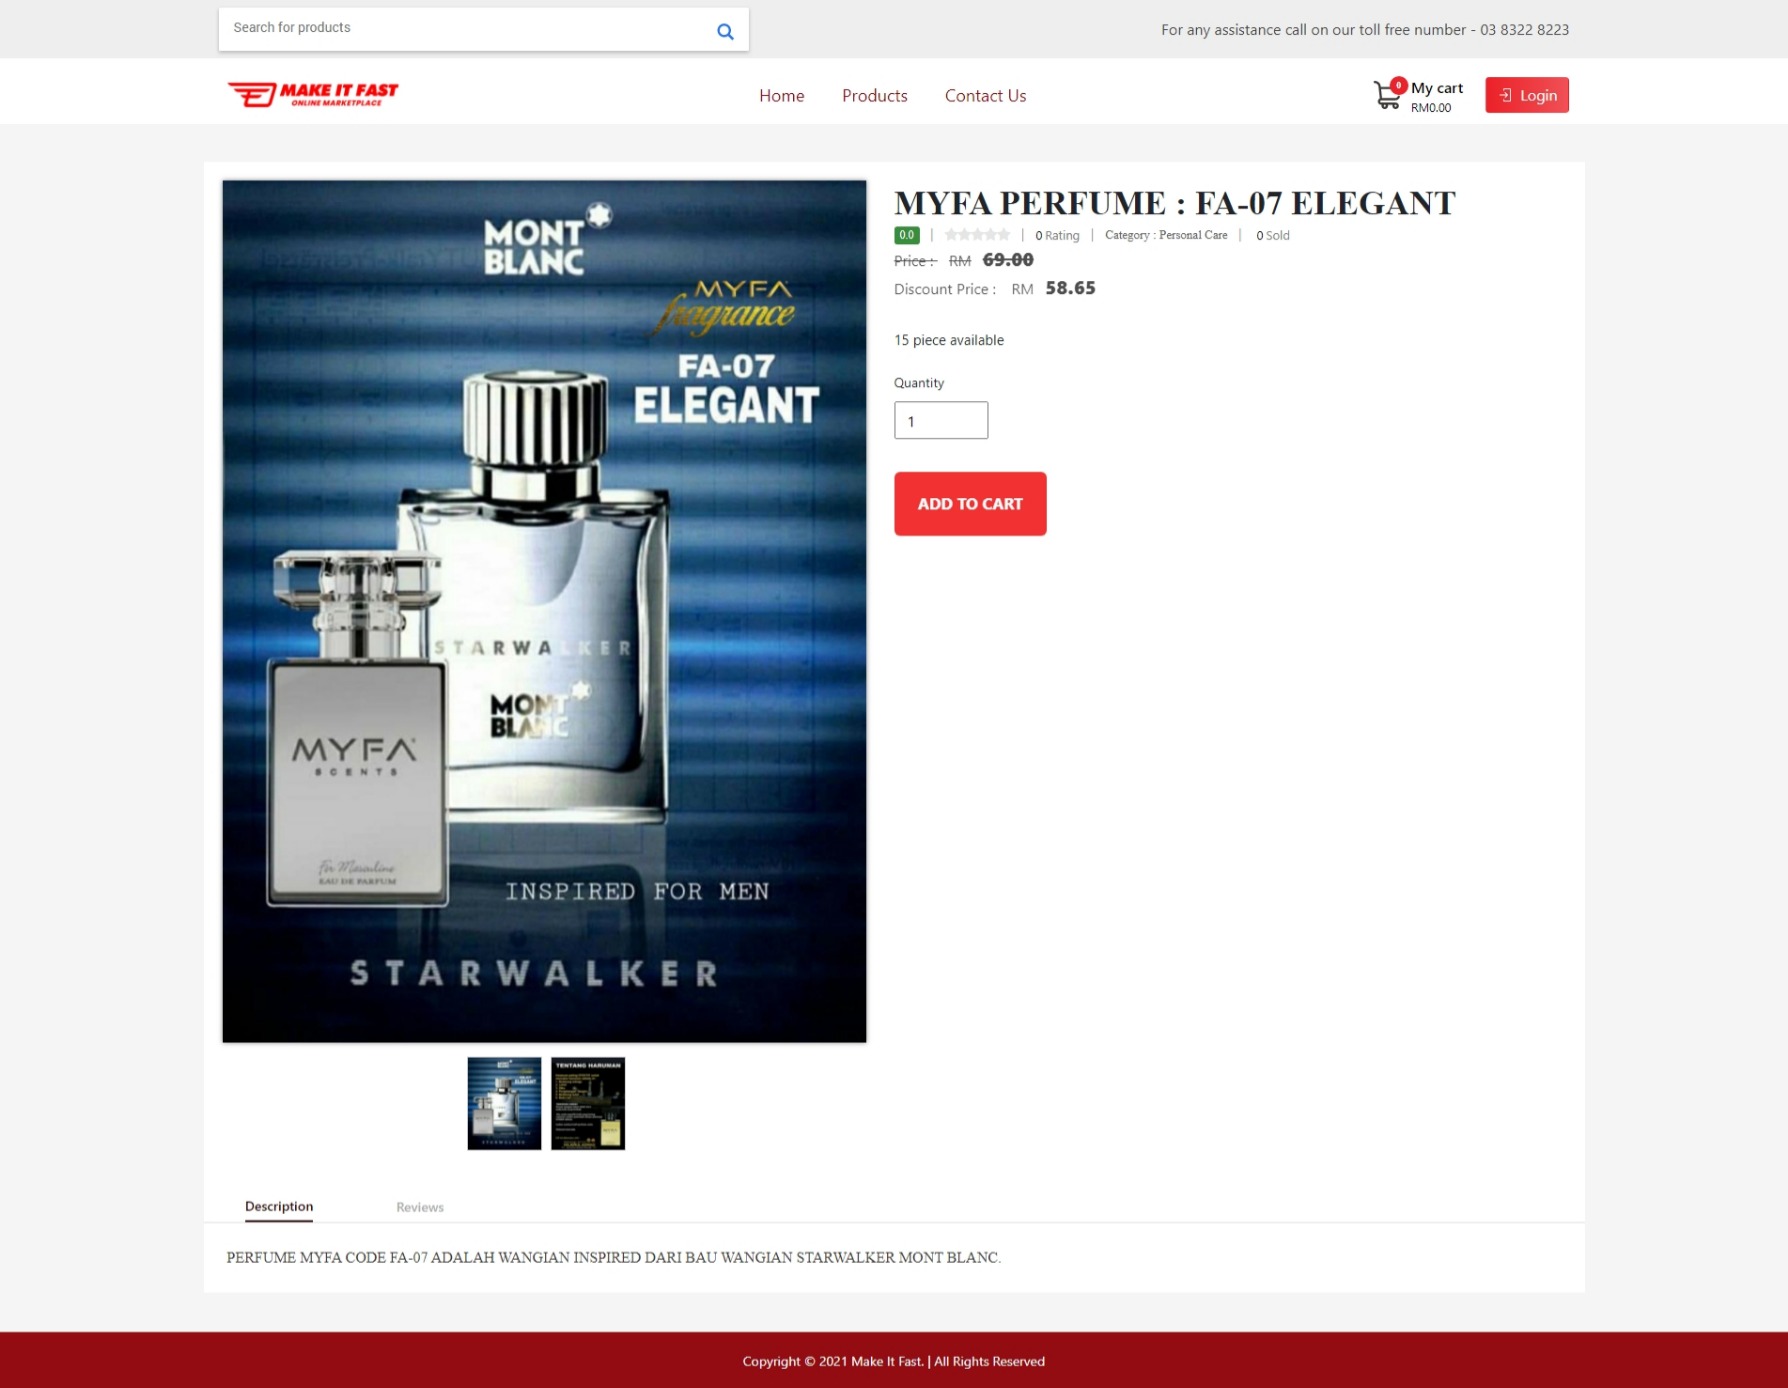 Search for products
For any assistance call on our toll free number - 03 8322 8223
MAKE IT FAST
ONLINE MARKETPLACE
Home
Products
Contact Us
0
My cart
RM0.00
Login
MONT
BLANC
MYFA
fragrance
FA-07
ELEGANT
STARWALKER
MONT
BLANC
MYFA
SCENTS
For Masculine
EAU DE PARFUM
INSPIRED FOR MEN
STARWALKER
TENTANG HARUMAN
MYFA PERFUME : FA-07 ELEGANT
0.0 | | 0 Rating | Category : Personal Care | 0 Sold
Price : RM 69.00
Discount Price : RM 58.65
15 piece available
Quantity
1
ADD TO CART
Description
Reviews
PERFUME MYFA CODE FA-07 ADALAH WANGIAN INSPIRED DARI BAU WANGIAN STARWALKER MONT BLANC.
Copyright © 2021 Make It Fast. | All Rights Reserved